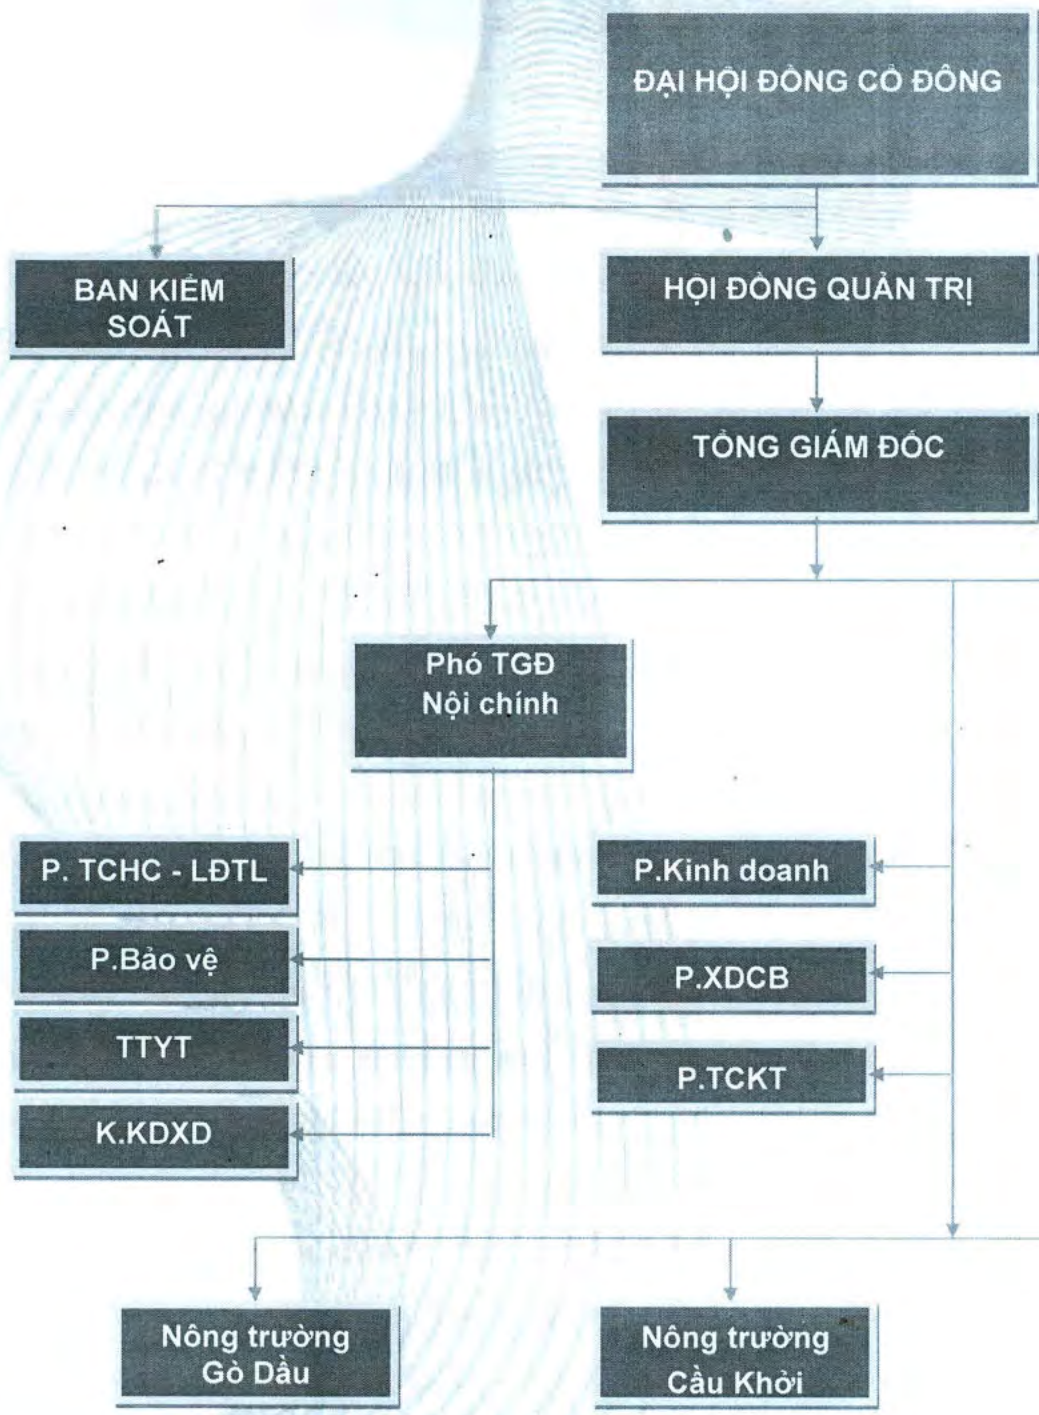 ĐẠI HỘI ĐỒNG CỔ ĐÔNG
BAN KIỂM
SOÁT
HỘI ĐỒNG QUẢN TRỊ
TỔNG GIÁM ĐỐC
Phó TGĐ
Nội chính
P. TCHC - LĐTL
P.Bảo vệ
TTYT
K.KDXD
P.Kinh doanh
P.XDCB
P.TCKT
Nông trường
Gò Dầu
Nông trường
Cầu Khởi